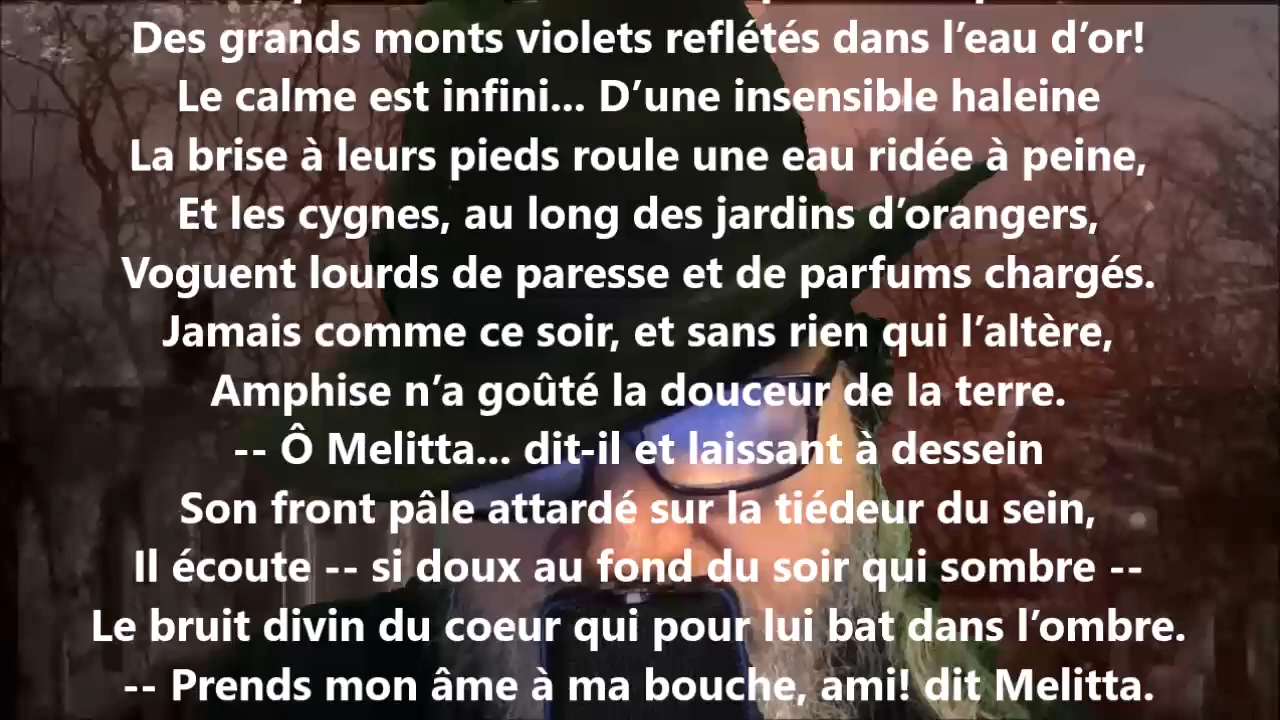 Des grands monts violets reflétés dans l’eau d’or!
Le calme est infini... D’une insensible haleine
La brise à leurs pieds roule une eau ridée à peine,
Et les cygnes, au long des jardins d’orangers,
Voguent lourds de paresse et de parfums chargés.
Jamais comme ce soir, et sans rien qui l’altère,
Amphise n’a goûté la douceur de la terre.
-- Ô Melitta... dit-il et laissant à dessein
Son front pâle attardé sur la tiédeur du sein,
Il écoute -- si doux au fond du soir qui sombre --
Le bruit divin du coeur qui pour lui bat dans l’ombre.
-- Prends mon âme à ma bouche, ami! dit Melitta.